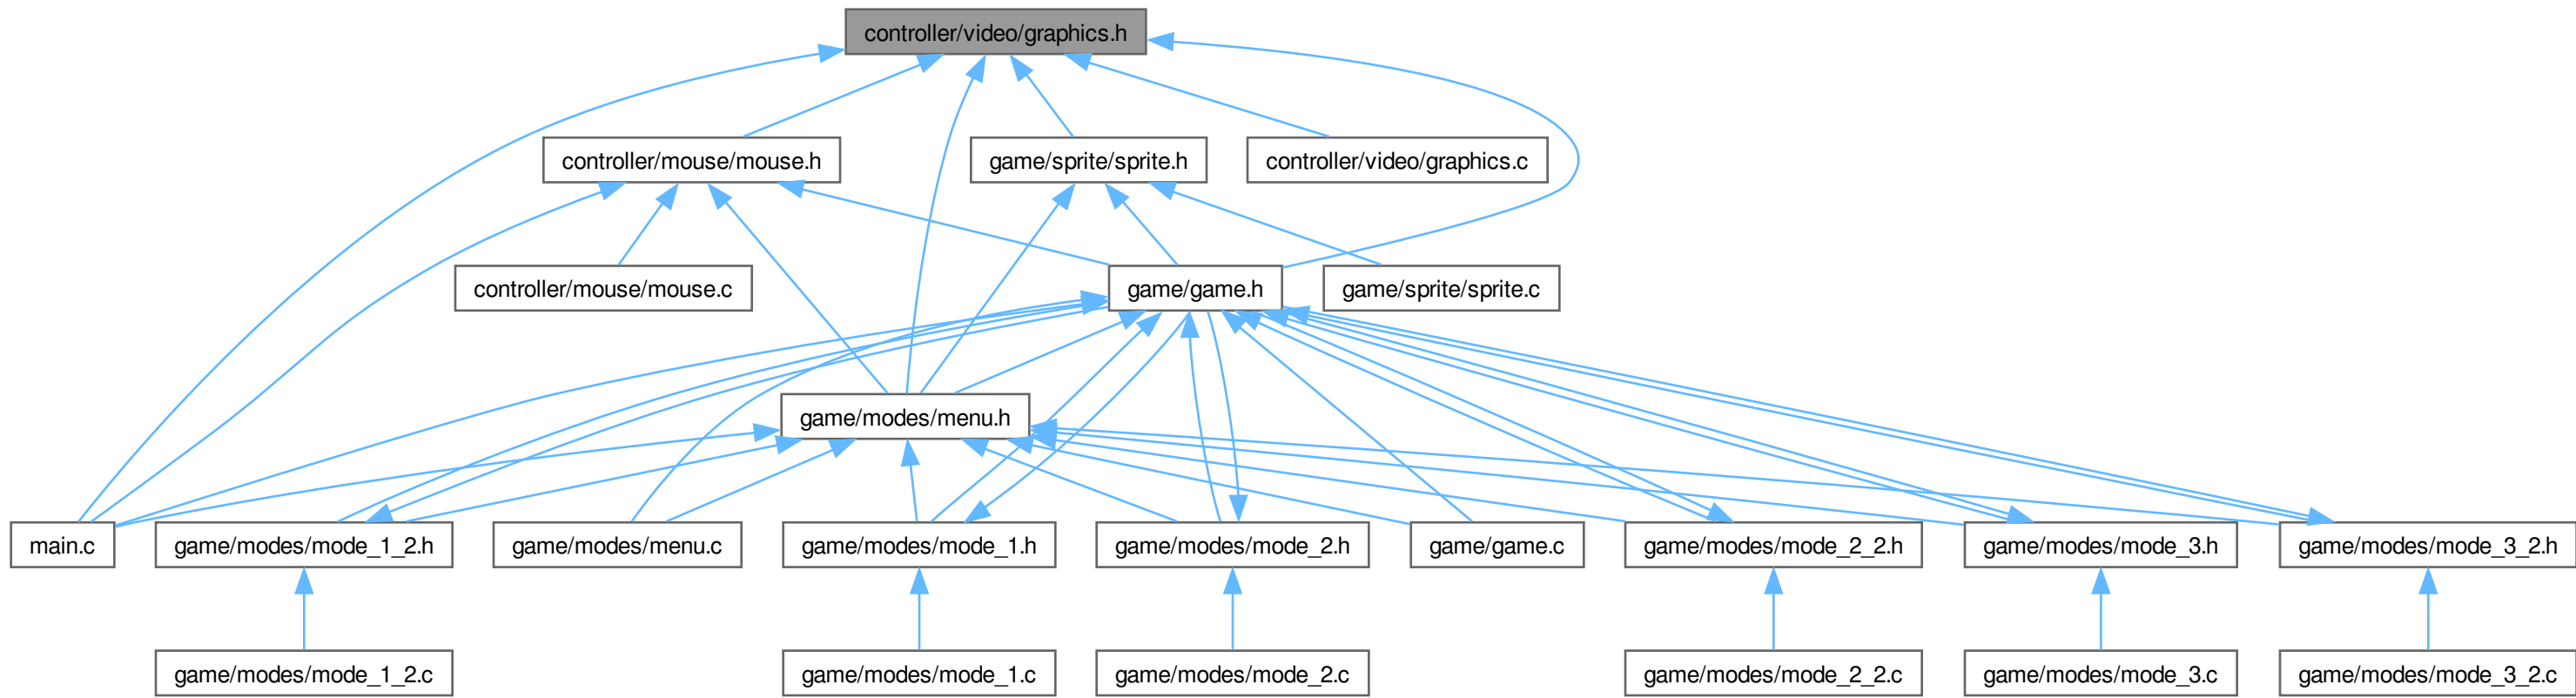 controller/video/graphics.h
controller/mouse/mouse.h
game/sprite/sprite.h
controller/video/graphics.c
controller/mouse/mouse.c
game/game.h
game/sprite/sprite.c
game/modes/menu.h
main.c
game/modes/mode_1_2.h
game/modes/menu.c
game/modes/mode_1.h
game/modes/mode_2.h
game/game.c
game/modes/mode_2_2.h
game/modes/mode_3.h
game/modes/mode_3_2.h
game/modes/mode_1_2.c
game/modes/mode_1.c
game/modes/mode_2.c
game/modes/mode_2_2.c
game/modes/mode_3.c
game/modes/mode_3_2.c